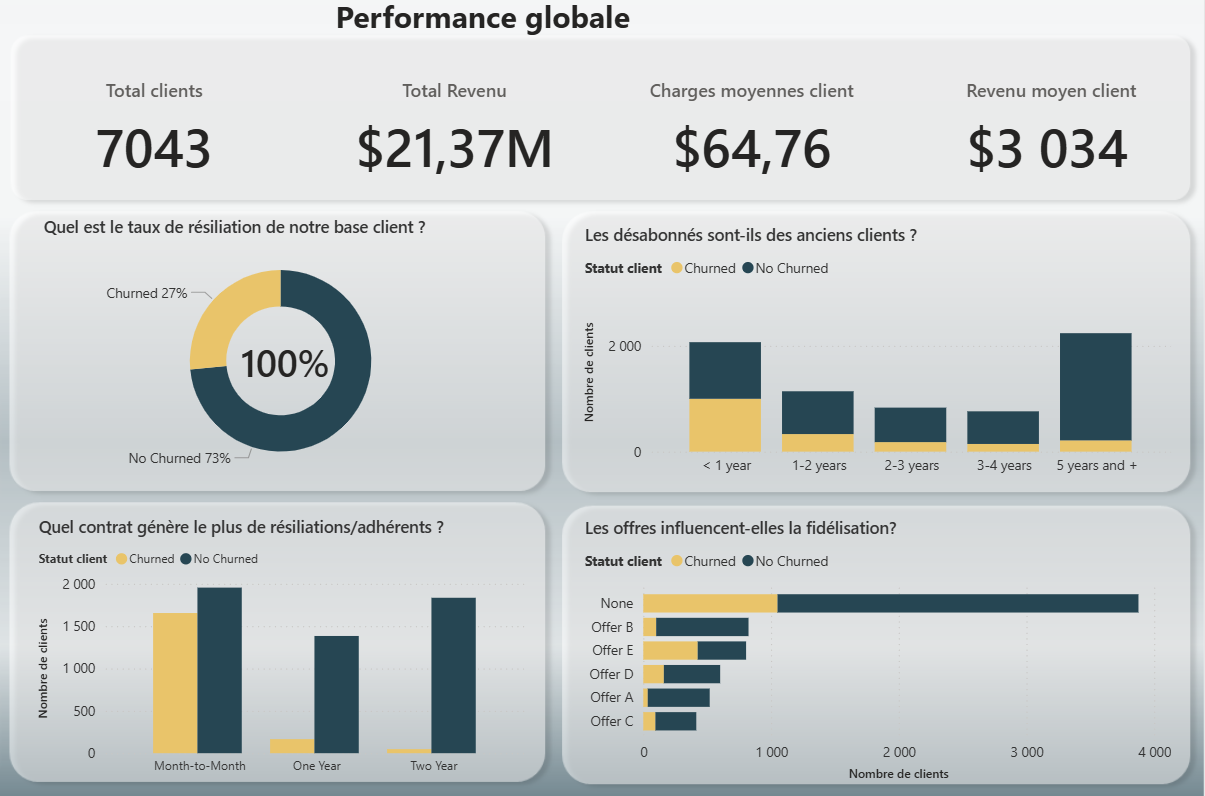 Performance globale
Total clients
7043
Total Revenu
$21,37M
Charges moyennes client
$64,76
Revenu moyen client
$3 034
Quel est le taux de résiliation de notre base client ?
Churned 27%
100%
No Churned 73%
Les désabonnés sont-ils des anciens clients ?
Statut client Churned No Churned
Nombre de clients
2 000
0
< 1 year 1-2 years 2-3 years 3-4 years 5 years and +
Quel contrat génère le plus de résiliations/adhérents ?
Statut client Churned No Churned
Nombre de clients
2 000
1 500
1 000
500
0
Month-to-Month One Year Two Year
Les offres influencent-elles la fidélisation?
Statut client Churned No Churned
None
Offer B
Offer E
Offer D
Offer A
Offer C
0 1 000 2 000 3 000 4 000
Nombre de clients